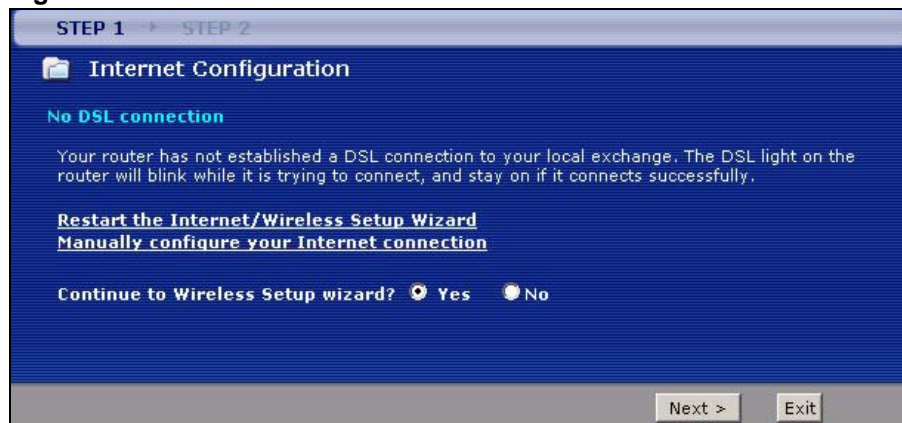 STEP 1 STEP 2
Internet Configuration
No DSL connection
Your router has not established a DSL connection to your local exchange. The DSL light on the
router will blink while it is trying to connect, and stay on if it connects successfully.
Restart the Internet/Wireless Setup Wizard
Manually configure your Internet connection
Continue to Wireless Setup wizard? Yes No
Next > Exit